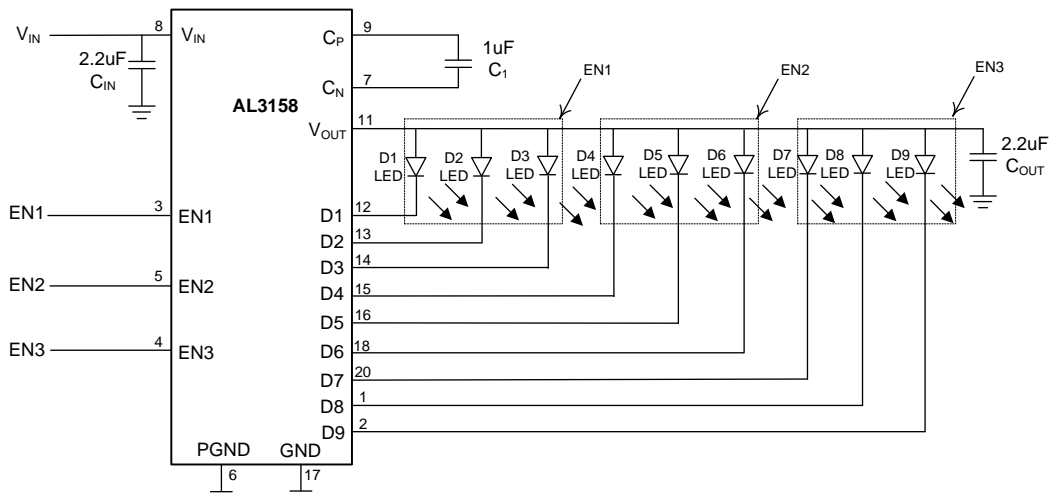 V_IN
8
V_IN
2.2uF
C_IN
AL3158
C_P
9
1uF
C_1
C_N
7
V_OUT
11
EN1
EN2
EN3
D1
LED
D2
LED
D3
LED
D4
LED
D5
LED
D6
LED
D7
LED
D8
LED
D9
LED
2.2uF
C_OUT
EN1
3
EN1
EN2
5
EN2
EN3
4
EN3
D1
12
D2
13
D3
14
D4
15
D5
16
D6
18
D7
20
D8
1
D9
2
PGND
GND
6
17